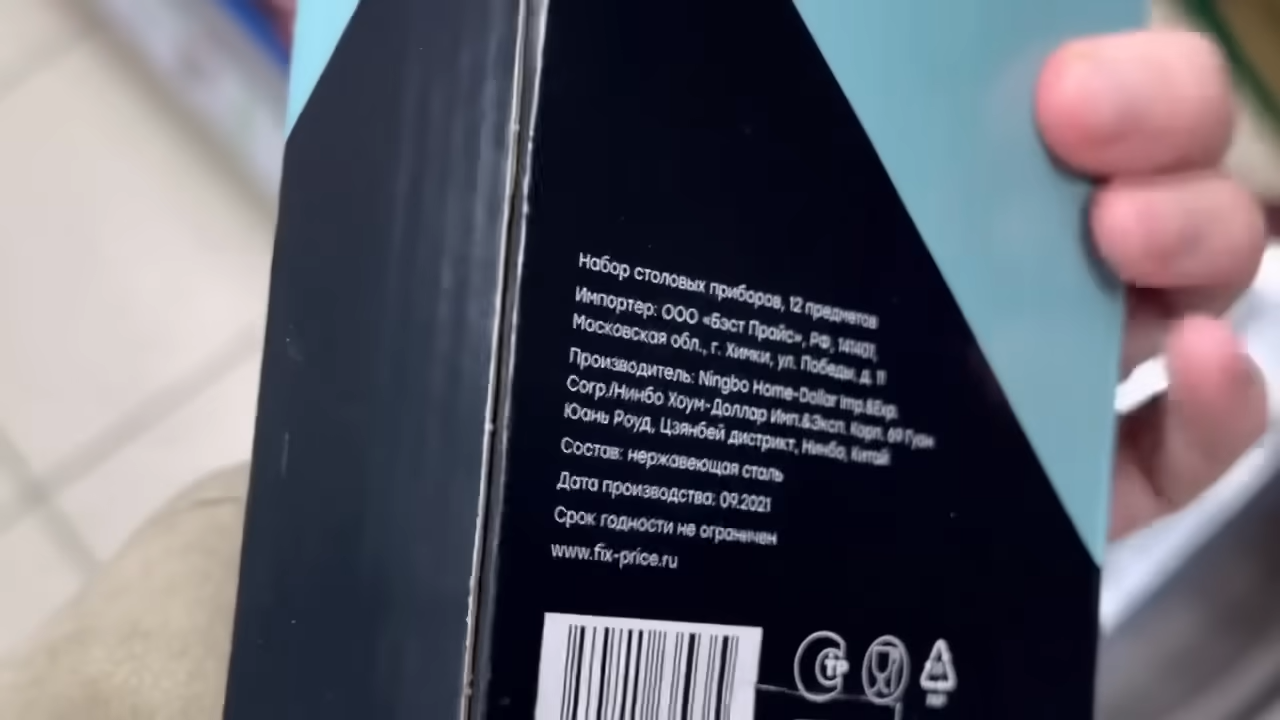 Набор столовых приборов, 12 предметов
Импортер: ООО «Бэст Прайс», РФ, 141401,
Московская обл., г. Химки, ул. Победы, д. 11
Производитель: Ningbo Home-Dollar Imp.&Exp.
Corp./Нинбо Хоум-Доллар Имп.&Эксп. Корп. 69 Гуан
Юань Роуд, Цзянбей дистрикт, Нинбо, Китай
Состав: нержавеющая сталь
Дата производства: 09.2021
Срок годности не ограничен
www.fix-price.ru